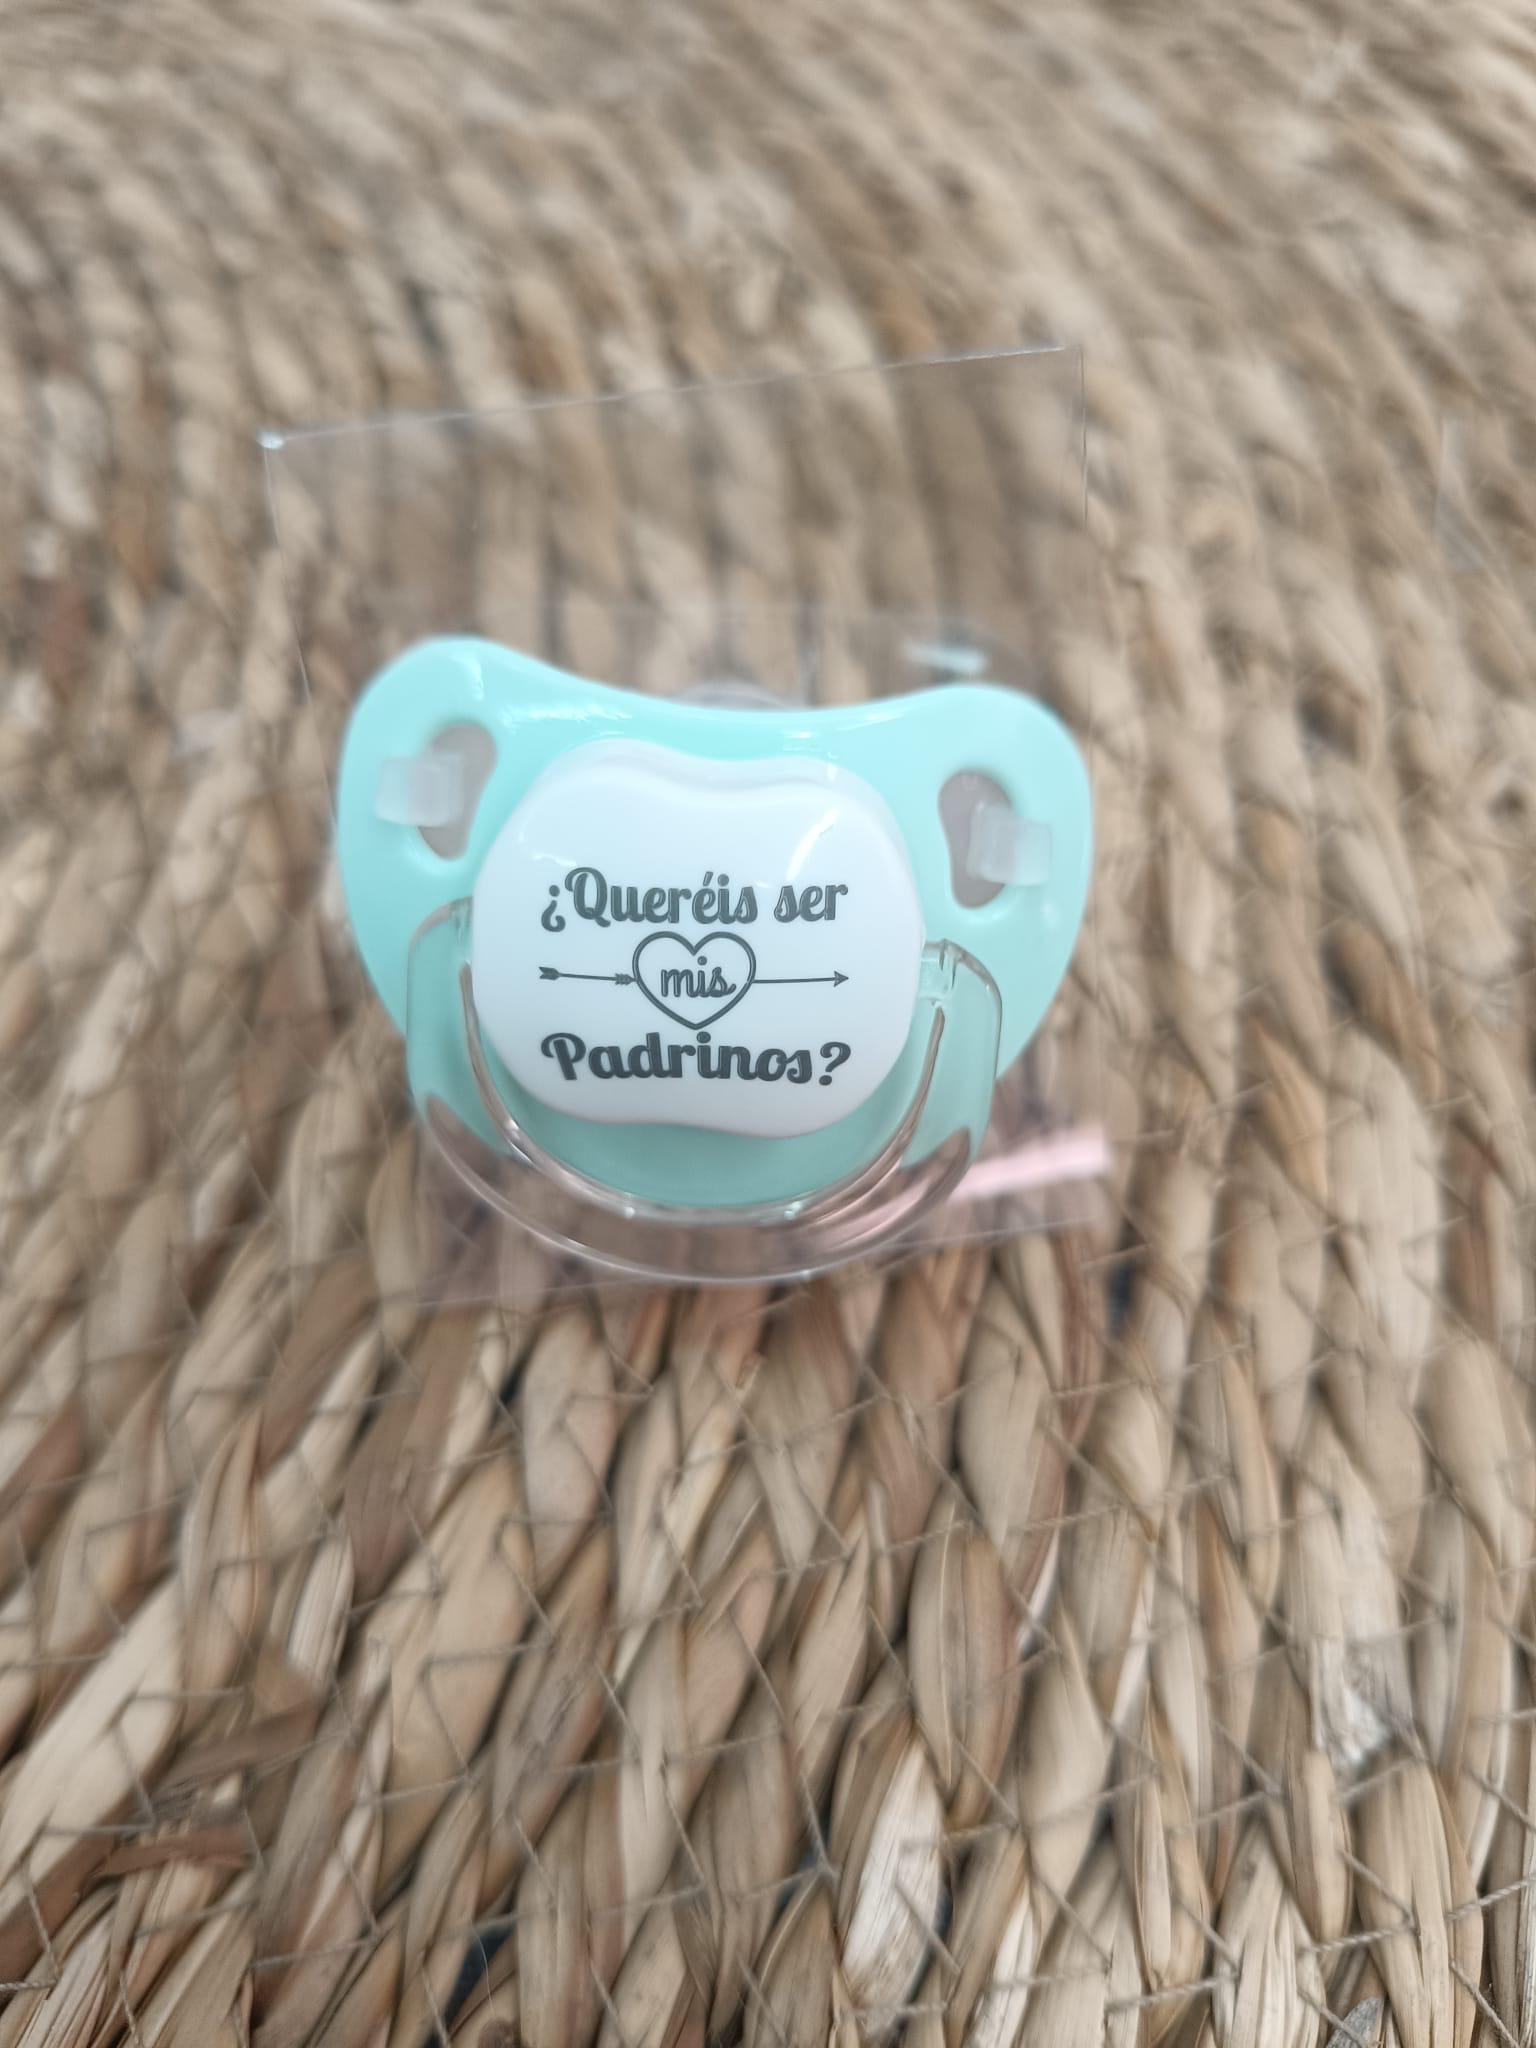 ¿Queréis ser
mis
Padrinos?